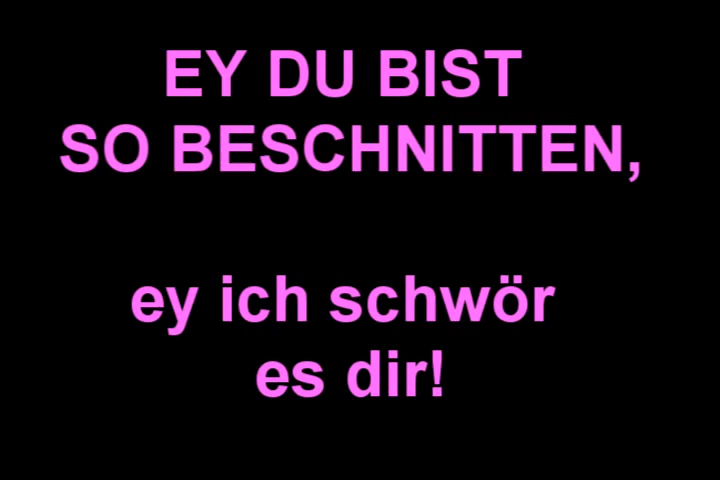 EY DU BIST
SO BESCHNITTEN,
ey ich schwör
es dir!